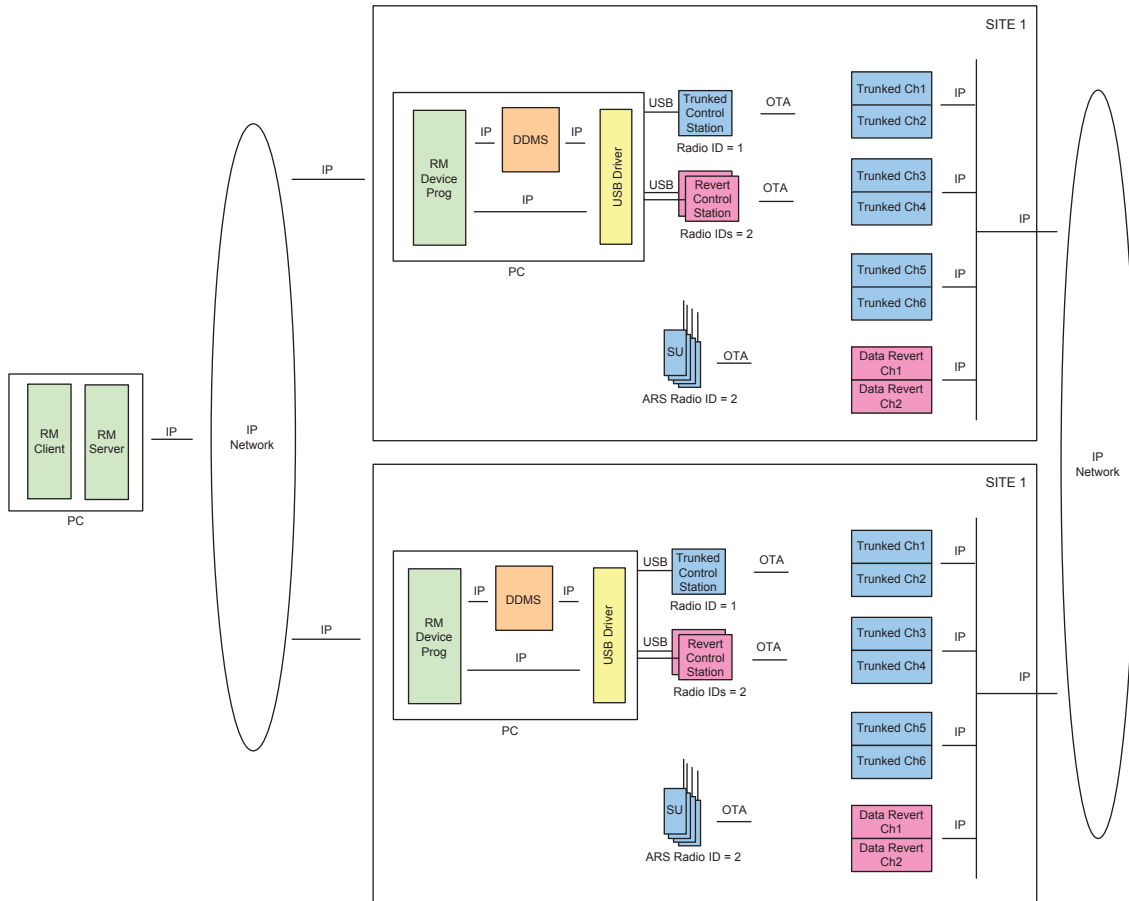 SITE 1
USB
Trunked
Control
Station
OTA
Radio ID = 1
RM
Device
Prog
IP
DDMS
IP
USB Driver
IP
USB
Revert
Control
Station
OTA
Radio IDs = 2
PC
SU
OTA
ARS Radio ID = 2
Trunked Ch1
Trunked Ch2
IP
Trunked Ch3
Trunked Ch4
IP
Trunked Ch5
Trunked Ch6
IP
Data Revert
Ch1
Data Revert
Ch2
IP
IP
IP
RM
Client
RM
Server
PC
IP
IP
Network
IP
Network
IP
SITE 1
USB
Trunked
Control
Station
OTA
Radio ID = 1
RM
Device
Prog
IP
DDMS
IP
USB Driver
IP
USB
Revert
Control
Station
OTA
Radio IDs = 2
PC
SU
OTA
ARS Radio ID = 2
Trunked Ch1
Trunked Ch2
IP
Trunked Ch3
Trunked Ch4
IP
Trunked Ch5
Trunked Ch6
IP
Data Revert
Ch1
Data Revert
Ch2
IP
IP